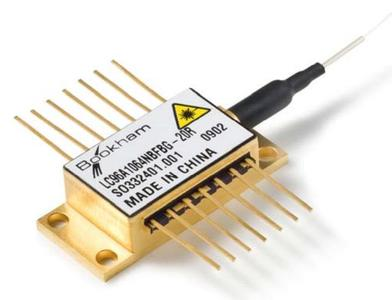 Bookham
LC96A1064NBFBG-20R
SO332401.001 0902
MADE IN CHINA